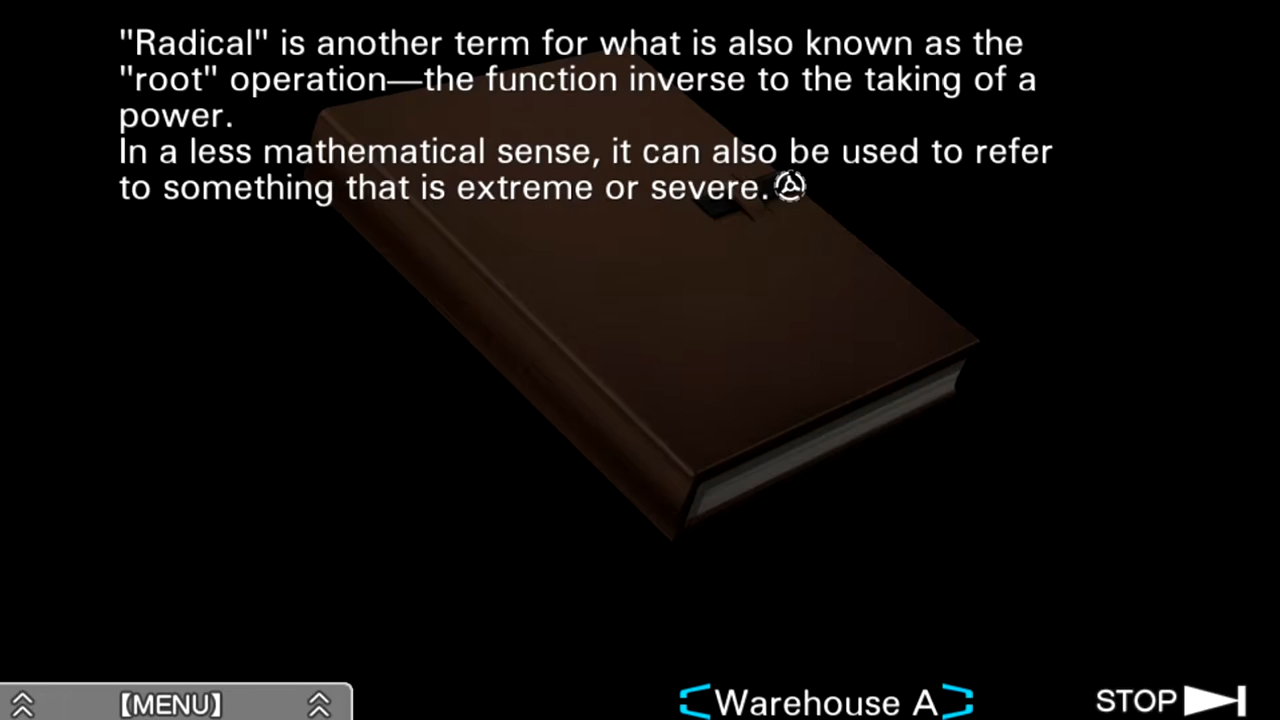 "Radical" is another term for what is also known as the
"root" operation—the function inverse to the taking of a
power.
In a less mathematical sense, it can also be used to refer
to something that is extreme or severe.
【MENU】
Warehouse A
STOP